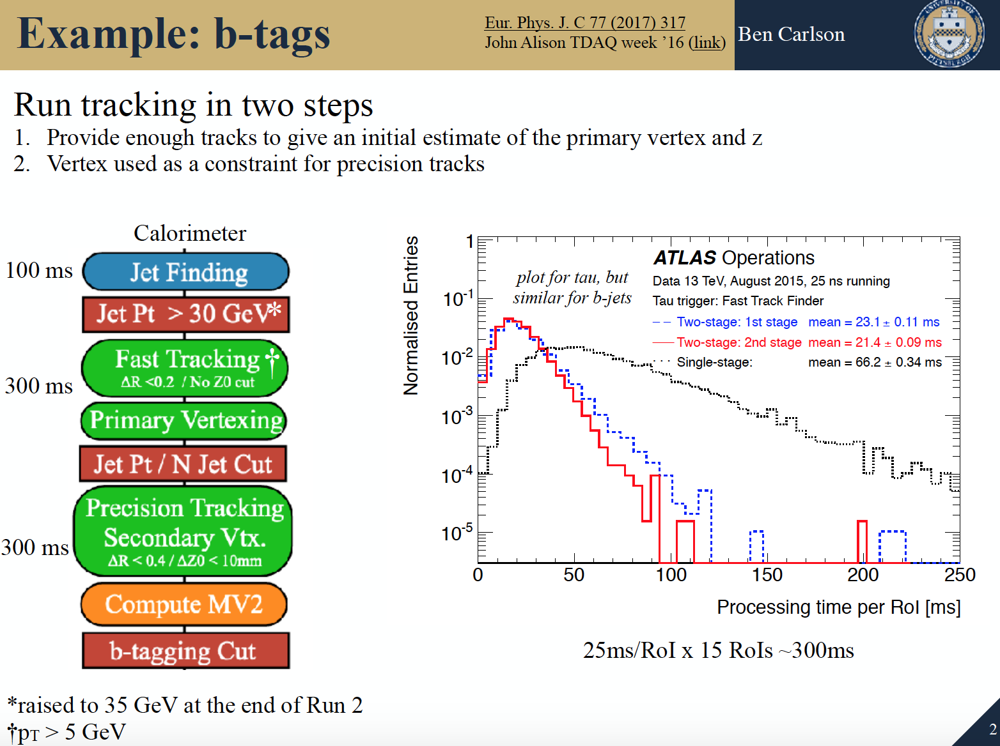 Example: b-tags
Eur. Phys. J. C 77 (2017) 317
John Alison TDAQ week ’16 (link)
Ben Carlson
UNIVERSITY OF
PITTSBURGH
Run tracking in two steps
1. Provide enough tracks to give an initial estimate of the primary vertex and z
2. Vertex used as a constraint for precision tracks
Calorimeter
100 ms
Jet Finding
Jet Pt > 30 GeV*
Fast Tracking †
ΔR <0.2 / No Z0 cut
300 ms
Primary Vertexing
Jet Pt / N Jet Cut
Precision Tracking
Secondary Vtx.
ΔR < 0.4 / ΔZ0 < 10mm
300 ms
Compute MV2
b-tagging Cut
*raised to 35 GeV at the end of Run 2
†pT > 5 GeV
Normalised Entries
1
10-1
10-2
10-3
10-4
10-5
plot for tau, but
similar for b-jets
ATLAS Operations
Data 13 TeV, August 2015, 25 ns running
Tau trigger: Fast Track Finder
Two-stage: 1st stage mean = 23.1 ± 0.11 ms
Two-stage: 2nd stage mean = 21.4 ± 0.09 ms
Single-stage: mean = 66.2 ± 0.34 ms
0 50 100 150 200 250
Processing time per RoI [ms]
25ms/RoI x 15 RoIs ~300ms
2